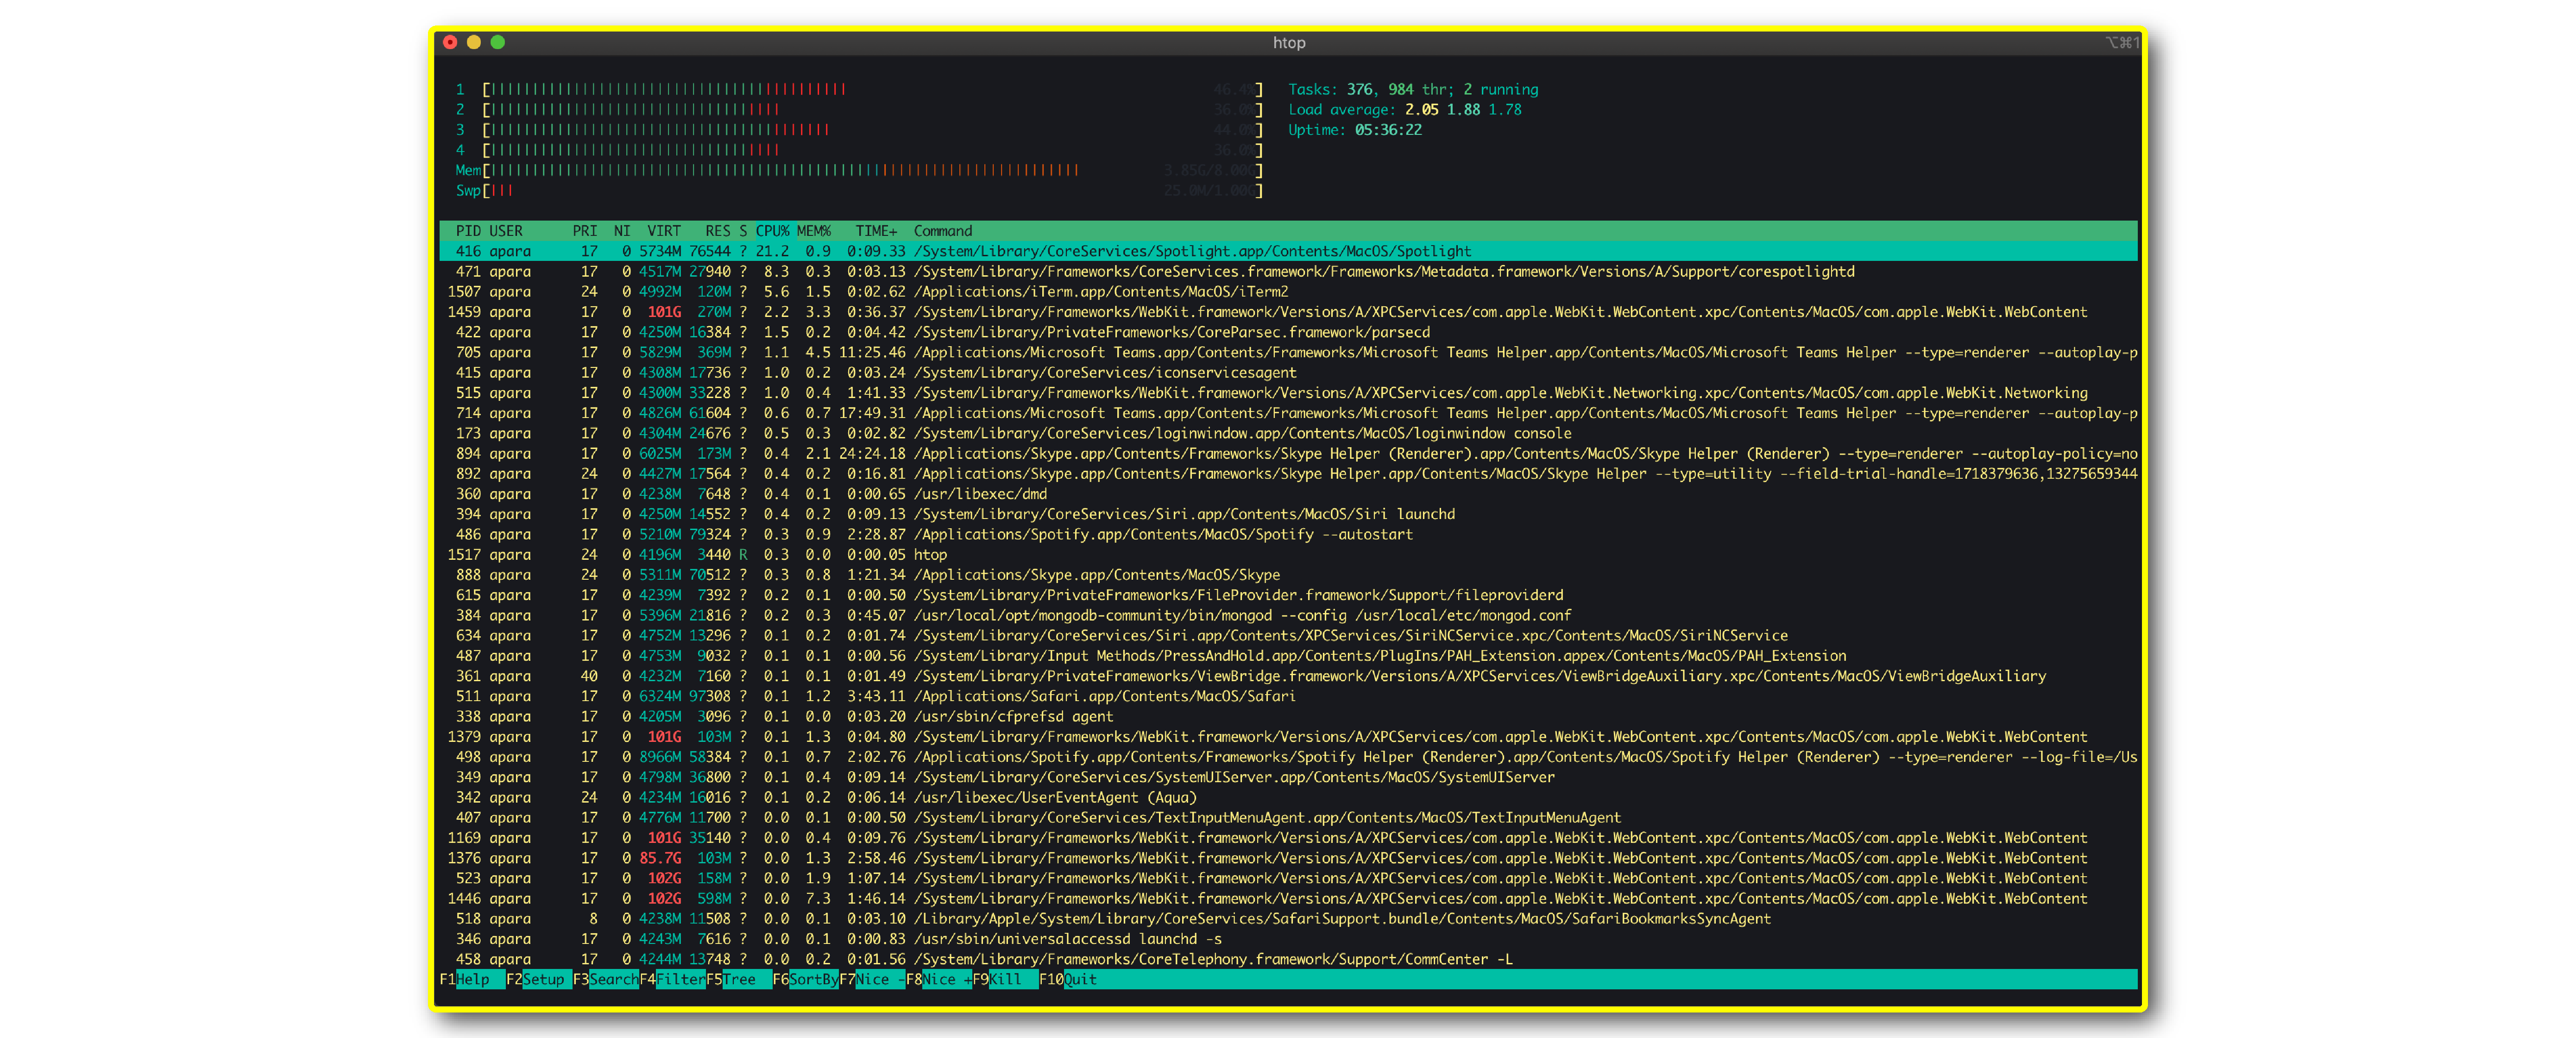 htop ⌥⌘1
1 [ 46.4%] Tasks: 376, 984 thr; 2 running
2 [ 36.0%] Load average: 2.05 1.88 1.78
3 [ 44.0%] Uptime: 05:36:22
4 [ 36.0%]
Mem[ 3.85G/8.00G]
Swp[ 25.0M/1.00G]
PID USER PRI NI VIRT RES S CPU% MEM% TIME+ Command
416 apara 17 0 5734M 76544 ? 21.2 0.9 0:09.33 /System/Library/CoreServices/Spotlight.app/Contents/MacOS/Spotlight
471 apara 17 0 4517M 27940 ? 8.3 0.3 0:03.13 /System/Library/Frameworks/CoreServices.framework/Frameworks/Metadata.framework/Versions/A/Support/corespotlightd
1507 apara 24 0 4992M 120M ? 5.6 1.5 0:02.62 /Applications/iTerm.app/Contents/MacOS/iTerm2
1459 apara 17 0 101G 270M ? 2.2 3.3 0:36.37 /System/Library/Frameworks/WebKit.framework/Versions/A/XPCServices/com.apple.WebKit.WebContent.xpc/Contents/MacOS/com.apple.WebKit.WebContent
422 apara 17 0 4250M 16384 ? 1.5 0.2 0:04.42 /System/Library/PrivateFrameworks/CoreParsec.framework/parsecd
705 apara 17 0 5829M 369M ? 1.1 4.5 11:25.46 /Applications/Microsoft Teams.app/Contents/Frameworks/Microsoft Teams Helper.app/Contents/MacOS/Microsoft Teams Helper --type=renderer --autoplay-p
415 apara 17 0 4308M 17736 ? 1.0 0.2 0:03.24 /System/Library/CoreServices/iconservicesagent
515 apara 17 0 4300M 33228 ? 1.0 0.4 1:41.33 /System/Library/Frameworks/WebKit.framework/Versions/A/XPCServices/com.apple.WebKit.Networking.xpc/Contents/MacOS/com.apple.WebKit.Networking
714 apara 17 0 4826M 61604 ? 0.6 0.7 17:49.31 /Applications/Microsoft Teams.app/Contents/Frameworks/Microsoft Teams Helper.app/Contents/MacOS/Microsoft Teams Helper --type=renderer --autoplay-p
173 apara 17 0 4304M 24676 ? 0.5 0.3 0:02.82 /System/Library/CoreServices/loginwindow.app/Contents/MacOS/loginwindow console
894 apara 17 0 6025M 173M ? 0.4 2.1 24:24.18 /Applications/Skype.app/Contents/Frameworks/Skype Helper (Renderer).app/Contents/MacOS/Skype Helper (Renderer) --type=renderer --autoplay-policy=no
892 apara 24 0 4427M 17564 ? 0.4 0.2 0:16.81 /Applications/Skype.app/Contents/Frameworks/Skype Helper.app/Contents/MacOS/Skype Helper --type=utility --field-trial-handle=1718379636,13275659344
360 apara 17 0 4238M 7648 ? 0.4 0.1 0:00.65 /usr/libexec/dmd
394 apara 17 0 4250M 14552 ? 0.4 0.2 0:09.13 /System/Library/CoreServices/Siri.app/Contents/MacOS/Siri launchd
486 apara 17 0 5210M 79324 ? 0.3 0.9 2:28.87 /Applications/Spotify.app/Contents/MacOS/Spotify --autostart
1517 apara 24 0 4196M 3440 R 0.3 0.0 0:00.05 htop
888 apara 24 0 5311M 70512 ? 0.3 0.8 1:21.34 /Applications/Skype.app/Contents/MacOS/Skype
615 apara 17 0 4239M 7392 ? 0.2 0.1 0:00.50 /System/Library/PrivateFrameworks/FileProvider.framework/Support/fileproviderd
384 apara 17 0 5396M 21816 ? 0.2 0.3 0:45.07 /usr/local/opt/mongodb-community/bin/mongod --config /usr/local/etc/mongod.conf
634 apara 17 0 4752M 13296 ? 0.1 0.2 0:01.74 /System/Library/CoreServices/Siri.app/Contents/XPCServices/SiriNCService.xpc/Contents/MacOS/SiriNCService
487 apara 17 0 4753M 9032 ? 0.1 0.1 0:00.56 /System/Library/Input Methods/PressAndHold.app/Contents/PlugIns/PAH_Extension.appex/Contents/MacOS/PAH_Extension
361 apara 40 0 4232M 7160 ? 0.1 0.1 0:01.49 /System/Library/PrivateFrameworks/ViewBridge.framework/Versions/A/XPCServices/ViewBridgeAuxiliary.xpc/Contents/MacOS/ViewBridgeAuxiliary
511 apara 17 0 6324M 97308 ? 0.1 1.2 3:43.11 /Applications/Safari.app/Contents/MacOS/Safari
338 apara 17 0 4205M 3096 ? 0.1 0.0 0:03.20 /usr/sbin/cfprefsd agent
1379 apara 17 0 101G 103M ? 0.1 1.3 0:04.80 /System/Library/Frameworks/WebKit.framework/Versions/A/XPCServices/com.apple.WebKit.WebContent.xpc/Contents/MacOS/com.apple.WebKit.WebContent
498 apara 17 0 8966M 58384 ? 0.1 0.7 2:02.76 /Applications/Spotify.app/Contents/Frameworks/Spotify Helper (Renderer).app/Contents/MacOS/Spotify Helper (Renderer) --type=renderer --log-file=/Us
349 apara 17 0 4798M 36800 ? 0.1 0.4 0:09.14 /System/Library/CoreServices/SystemUIServer.app/Contents/MacOS/SystemUIServer
342 apara 24 0 4234M 16016 ? 0.1 0.2 0:06.14 /usr/libexec/UserEventAgent (Aqua)
407 apara 17 0 4776M 11700 ? 0.0 0.1 0:00.50 /System/Library/CoreServices/TextInputMenuAgent.app/Contents/MacOS/TextInputMenuAgent
1169 apara 17 0 101G 35140 ? 0.0 0.4 0:09.76 /System/Library/Frameworks/WebKit.framework/Versions/A/XPCServices/com.apple.WebKit.WebContent.xpc/Contents/MacOS/com.apple.WebKit.WebContent
1376 apara 17 0 85.7G 103M ? 0.0 1.3 2:58.46 /System/Library/Frameworks/WebKit.framework/Versions/A/XPCServices/com.apple.WebKit.WebContent.xpc/Contents/MacOS/com.apple.WebKit.WebContent
523 apara 17 0 102G 158M ? 0.0 1.9 1:07.14 /System/Library/Frameworks/WebKit.framework/Versions/A/XPCServices/com.apple.WebKit.WebContent.xpc/Contents/MacOS/com.apple.WebKit.WebContent
1446 apara 17 0 102G 598M ? 0.0 7.3 1:46.14 /System/Library/Frameworks/WebKit.framework/Versions/A/XPCServices/com.apple.WebKit.WebContent.xpc/Contents/MacOS/com.apple.WebKit.WebContent
518 apara 8 0 4238M 11508 ? 0.0 0.1 0:03.10 /Library/Apple/System/Library/CoreServices/SafariSupport.bundle/Contents/MacOS/SafariBookmarksSyncAgent
346 apara 17 0 4243M 7616 ? 0.0 0.1 0:00.83 /usr/sbin/universalaccessd launchd -s
458 apara 17 0 4244M 13748 ? 0.0 0.2 0:01.56 /System/Library/Frameworks/CoreTelephony.framework/Support/CommCenter -L
F1Help F2Setup F3SearchF4FilterF5Tree F6SortByF7Nice -F8Nice +F9Kill F10Quit